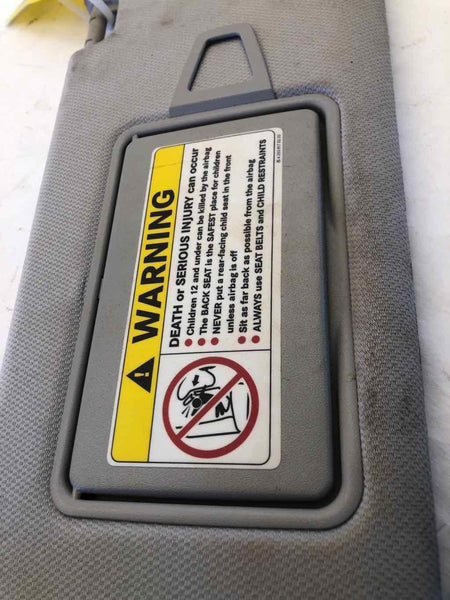 WARNING
DEATH or SERIOUS INJURY can occur
Children 12 and under can be killed by the airbag
The BACK SEAT is the SAFEST place for children
NEVER put a rear-facing child seat in the front
unless airbag is off
Sit as far back as possible from the airbag
ALWAYS use SEAT BELTS and CHILD RESTRAINTS